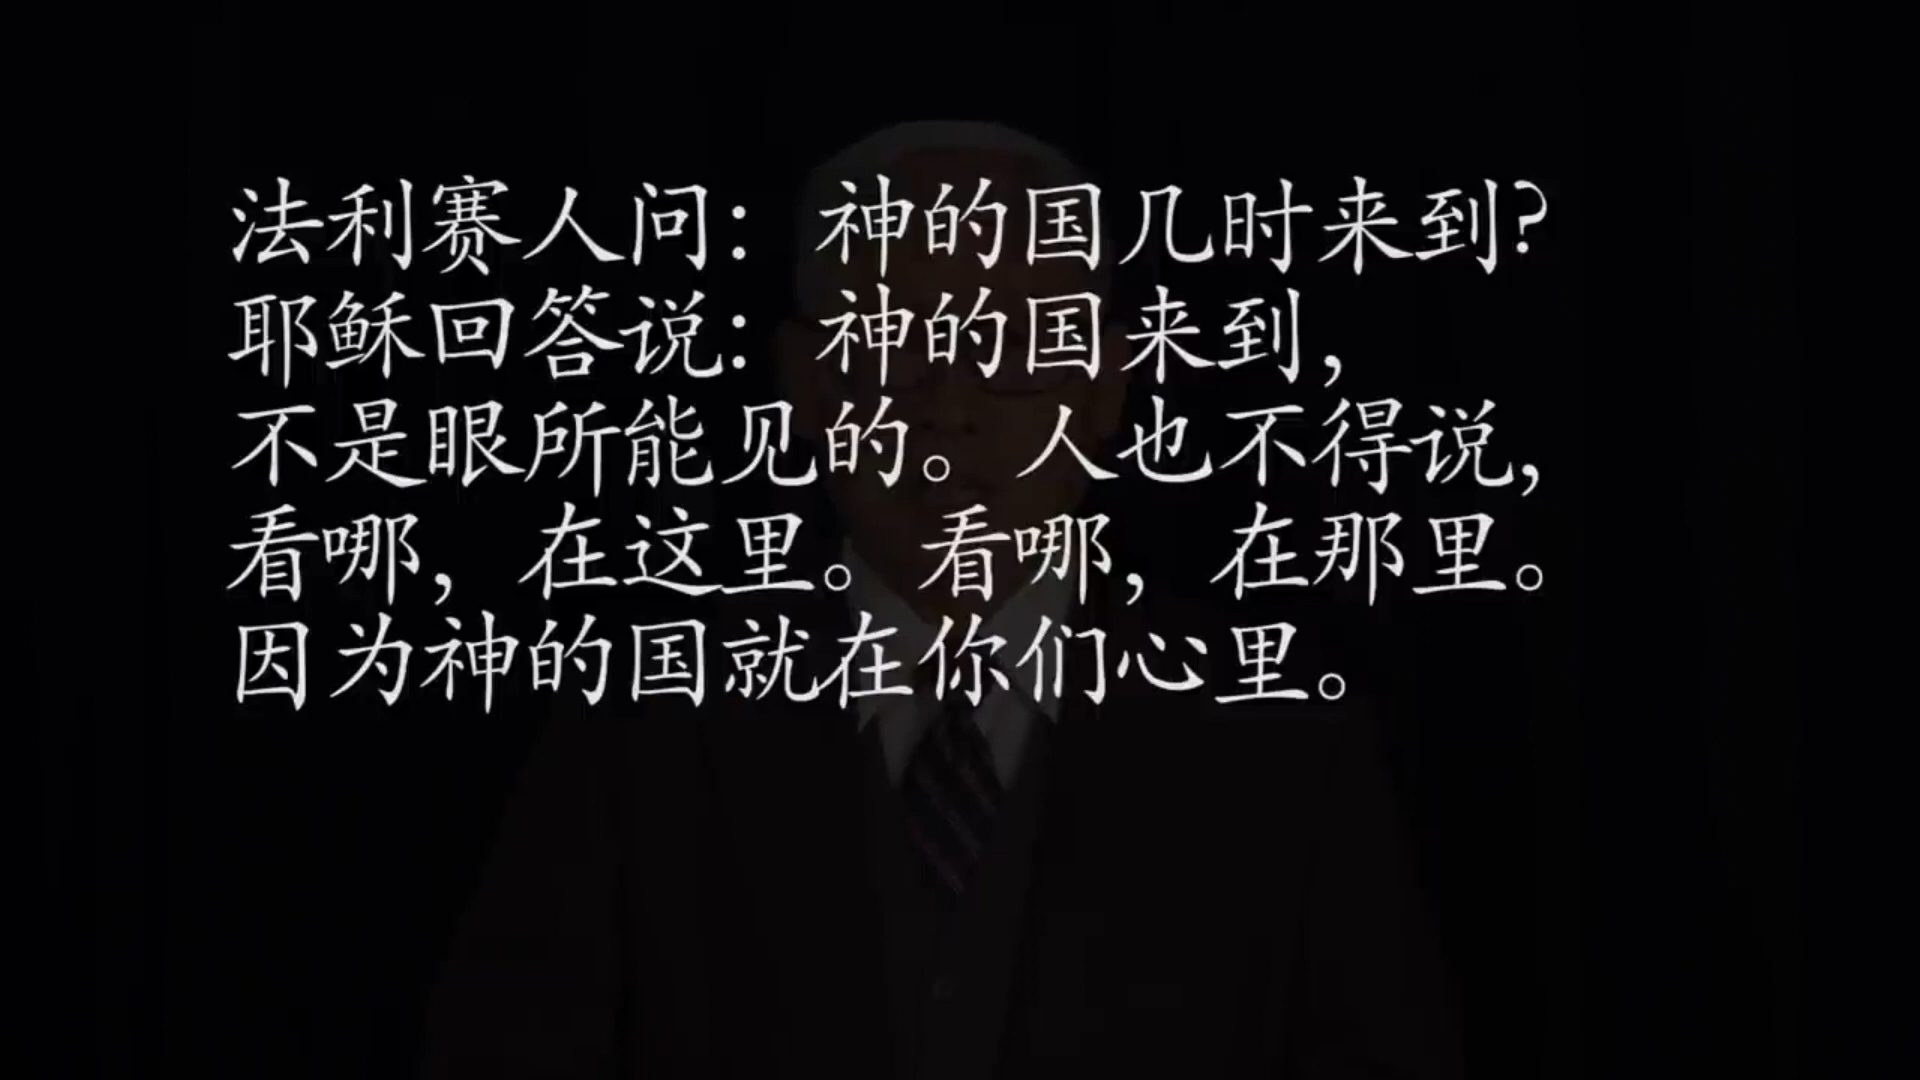 法利赛人问：神的国几时来到？
耶稣回答说：神的国来到，
不是眼所能见的。人也不得说，
看哪，在这里。看哪，在那里。
因为神的国就在你们心里。